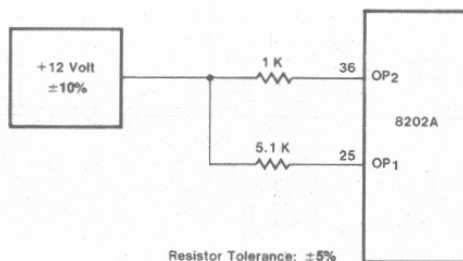 +12 Volt
±10%
1 K
36
OP2
8202A
5.1 K
25
OP1
Resistor Tolerance: ±5%